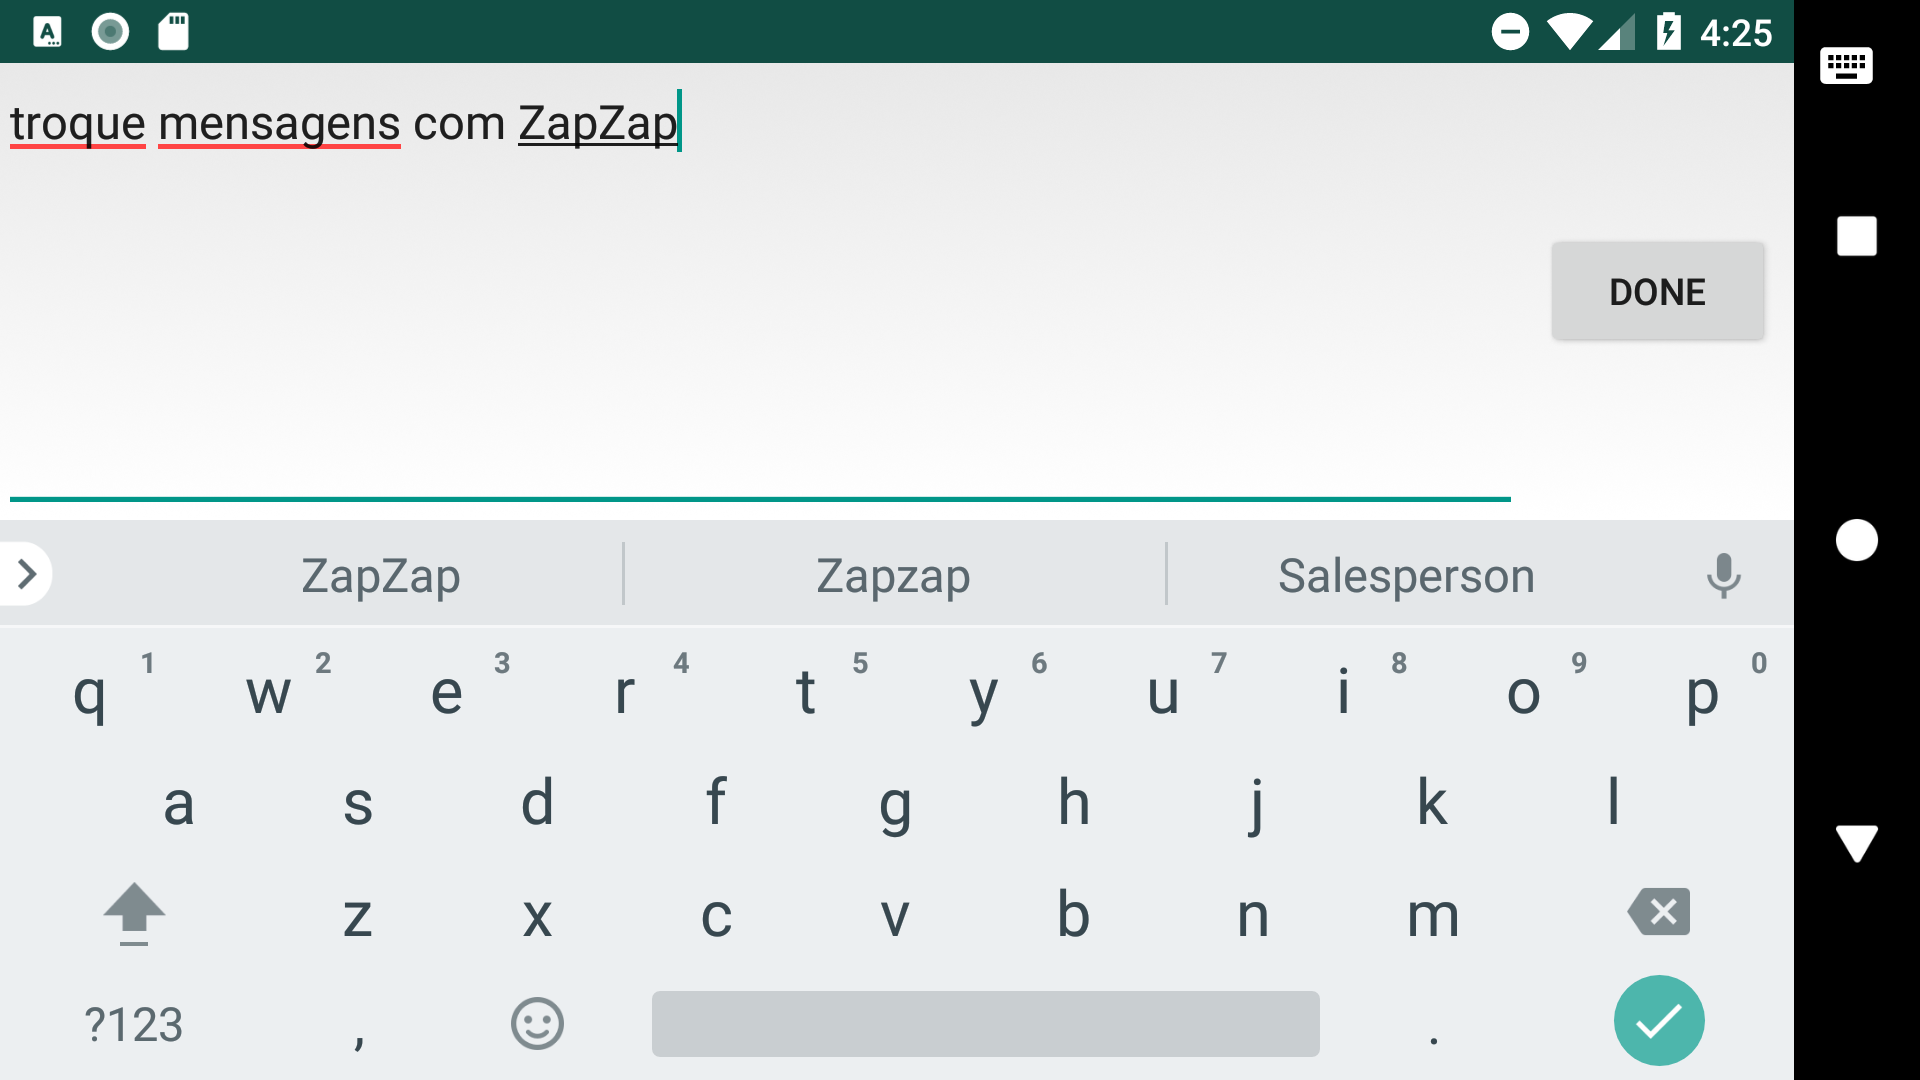 4:25
troque mensagens com ZapZap
DONE
ZapZap Zapzap Salesperson
q 1 w 2 e 3 r 4 t 5 y 6 u 7 i 8 o 9 p 0
a s d f g h j k l
z x c v b n m
?123 , .